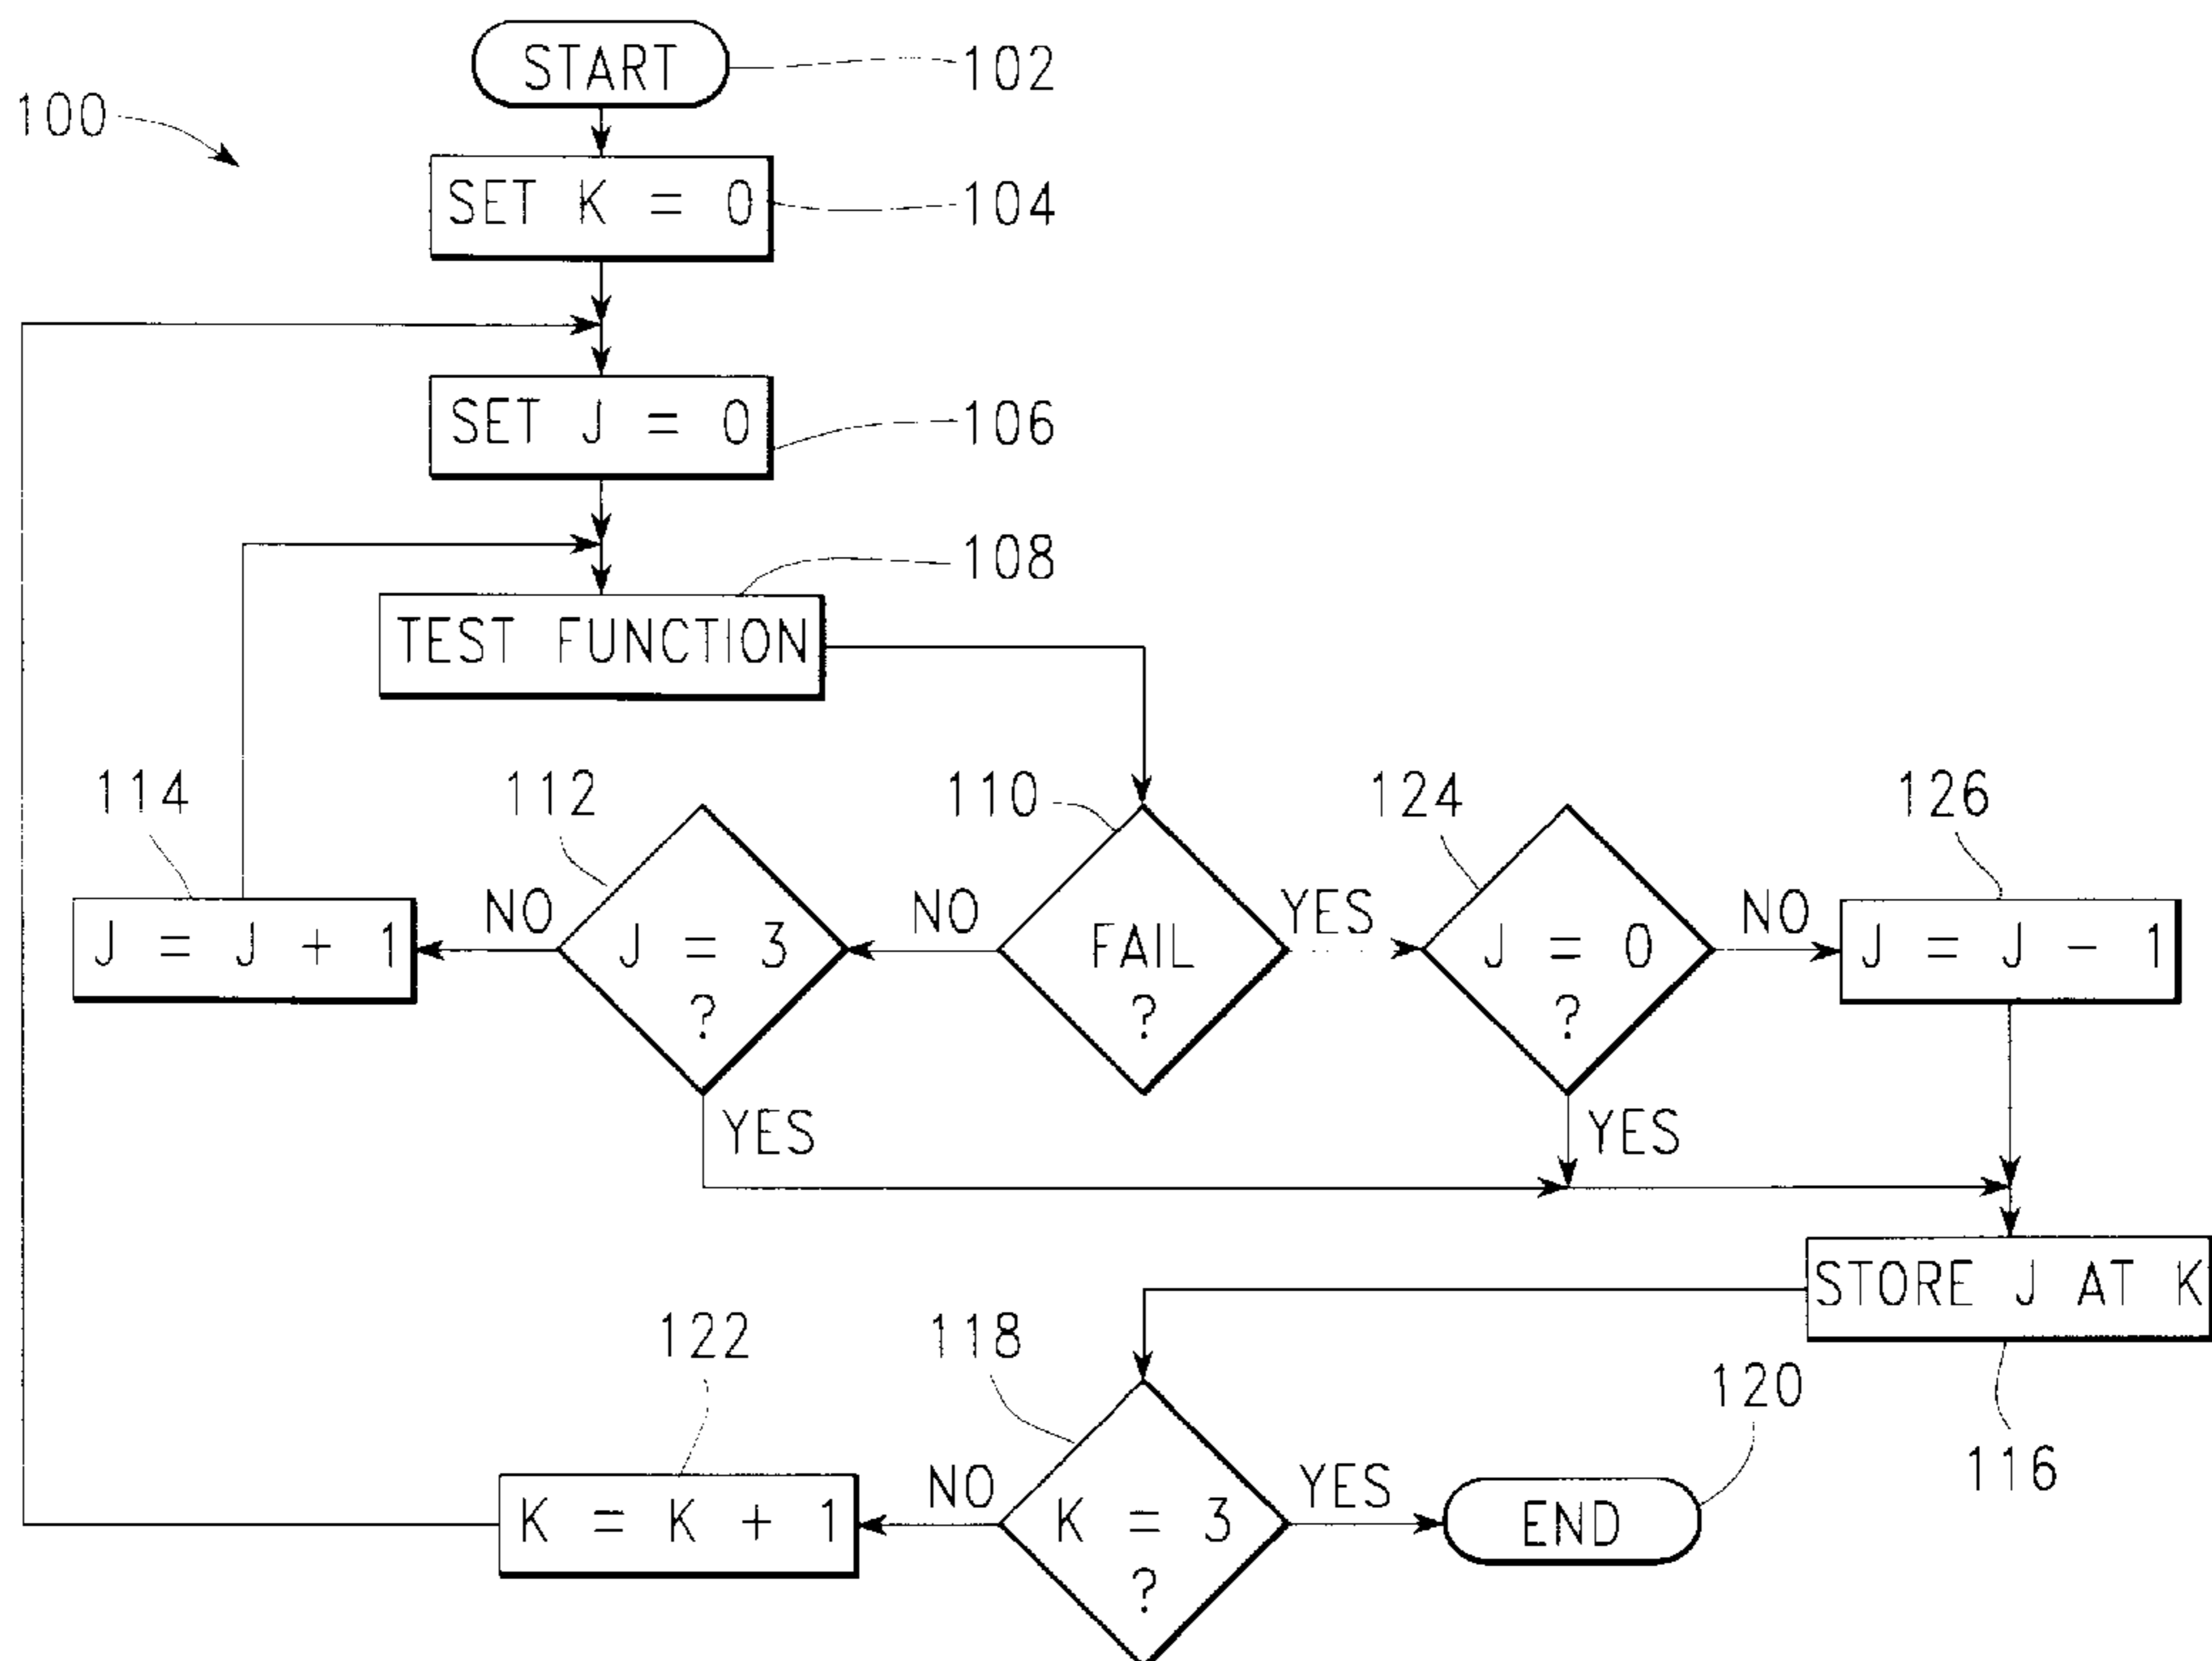 START
102
100
SET K = 0
104
SET J = 0
106
108
TEST FUNCTION
114
112
110
124
126
J = J + 1
NO
J = 3
?
NO
FAIL
?
YES
J = 0
?
NO
J = J - 1
YES
YES
STORE J AT K
116
122
118
120
K = K + 1
NO
K = 3
?
YES
END